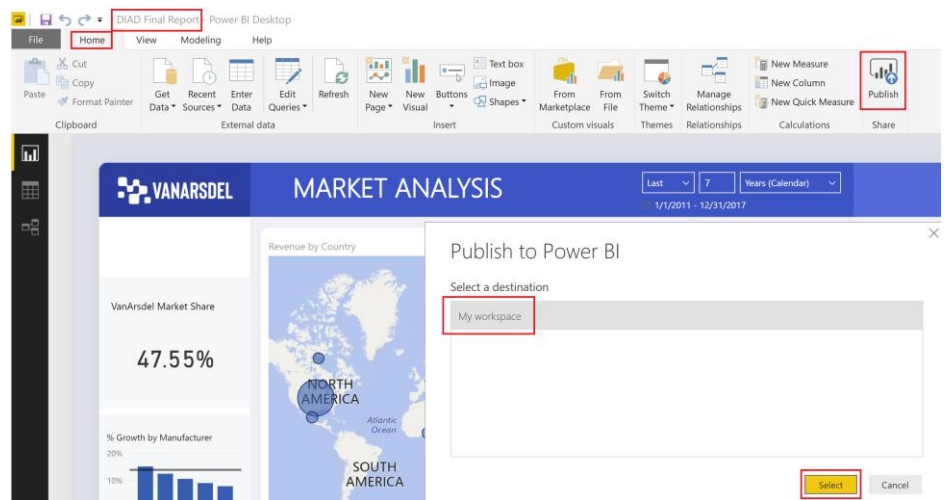 DIAD Final Report - Power BI Desktop
File Home View Modeling Help
Paste
Cut
Copy
Format Painter
Get Data
Recent Sources
Enter Data
Edit Queries
Refresh
New Page
New Visual
Buttons
Text box
Image
Shapes
From Marketplace
From File
Switch Theme
Manage Relationships
New Measure
New Column
New Quick Measure
Publish
Clipboard External data Insert Custom visuals Themes Relationships Calculations Share
VANARSDEL MARKET ANALYSIS
Last 7 Years (Calendar)
1/1/2011 - 12/31/2017
Revenue by Country
VanArsdel Market Share
47.55%
NORTH
AMERICA
Atlantic
Ocean
SOUTH
AMERICA
% Growth by Manufacturer
20%
10%
Publish to Power BI
Select a destination
My workspace
Select Cancel